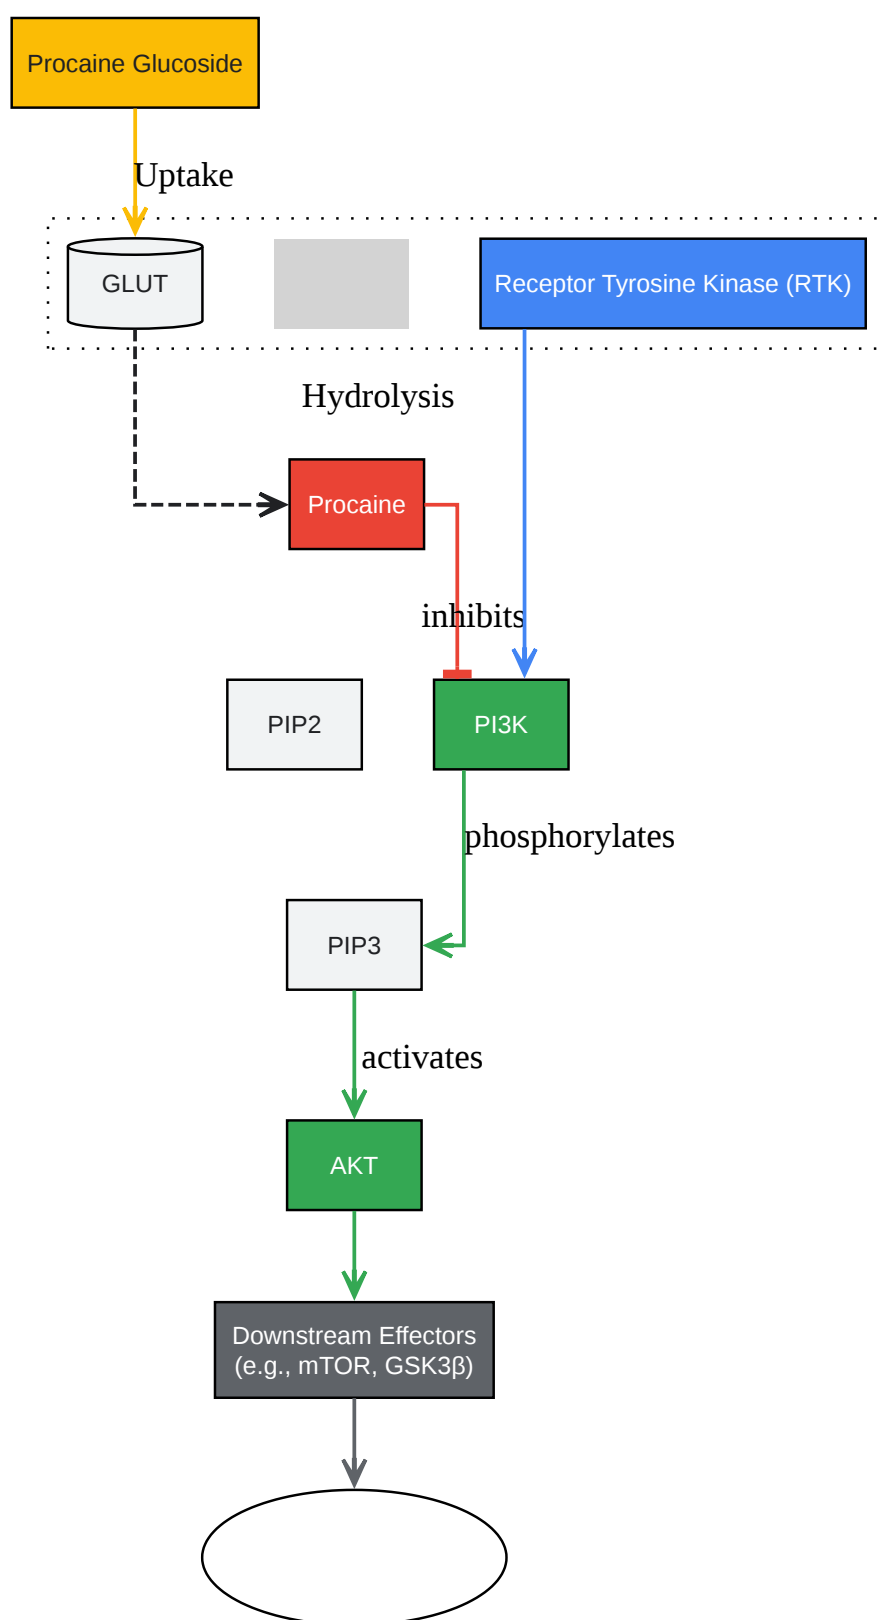 Procaine Glucoside
Uptake
GLUT
Receptor Tyrosine Kinase (RTK)
Hydrolysis
Procaine
inhibits
PIP2
PI3K
phosphorylates
PIP3
activates
AKT
Downstream Effectors
(e.g., mTOR, GSK3β)